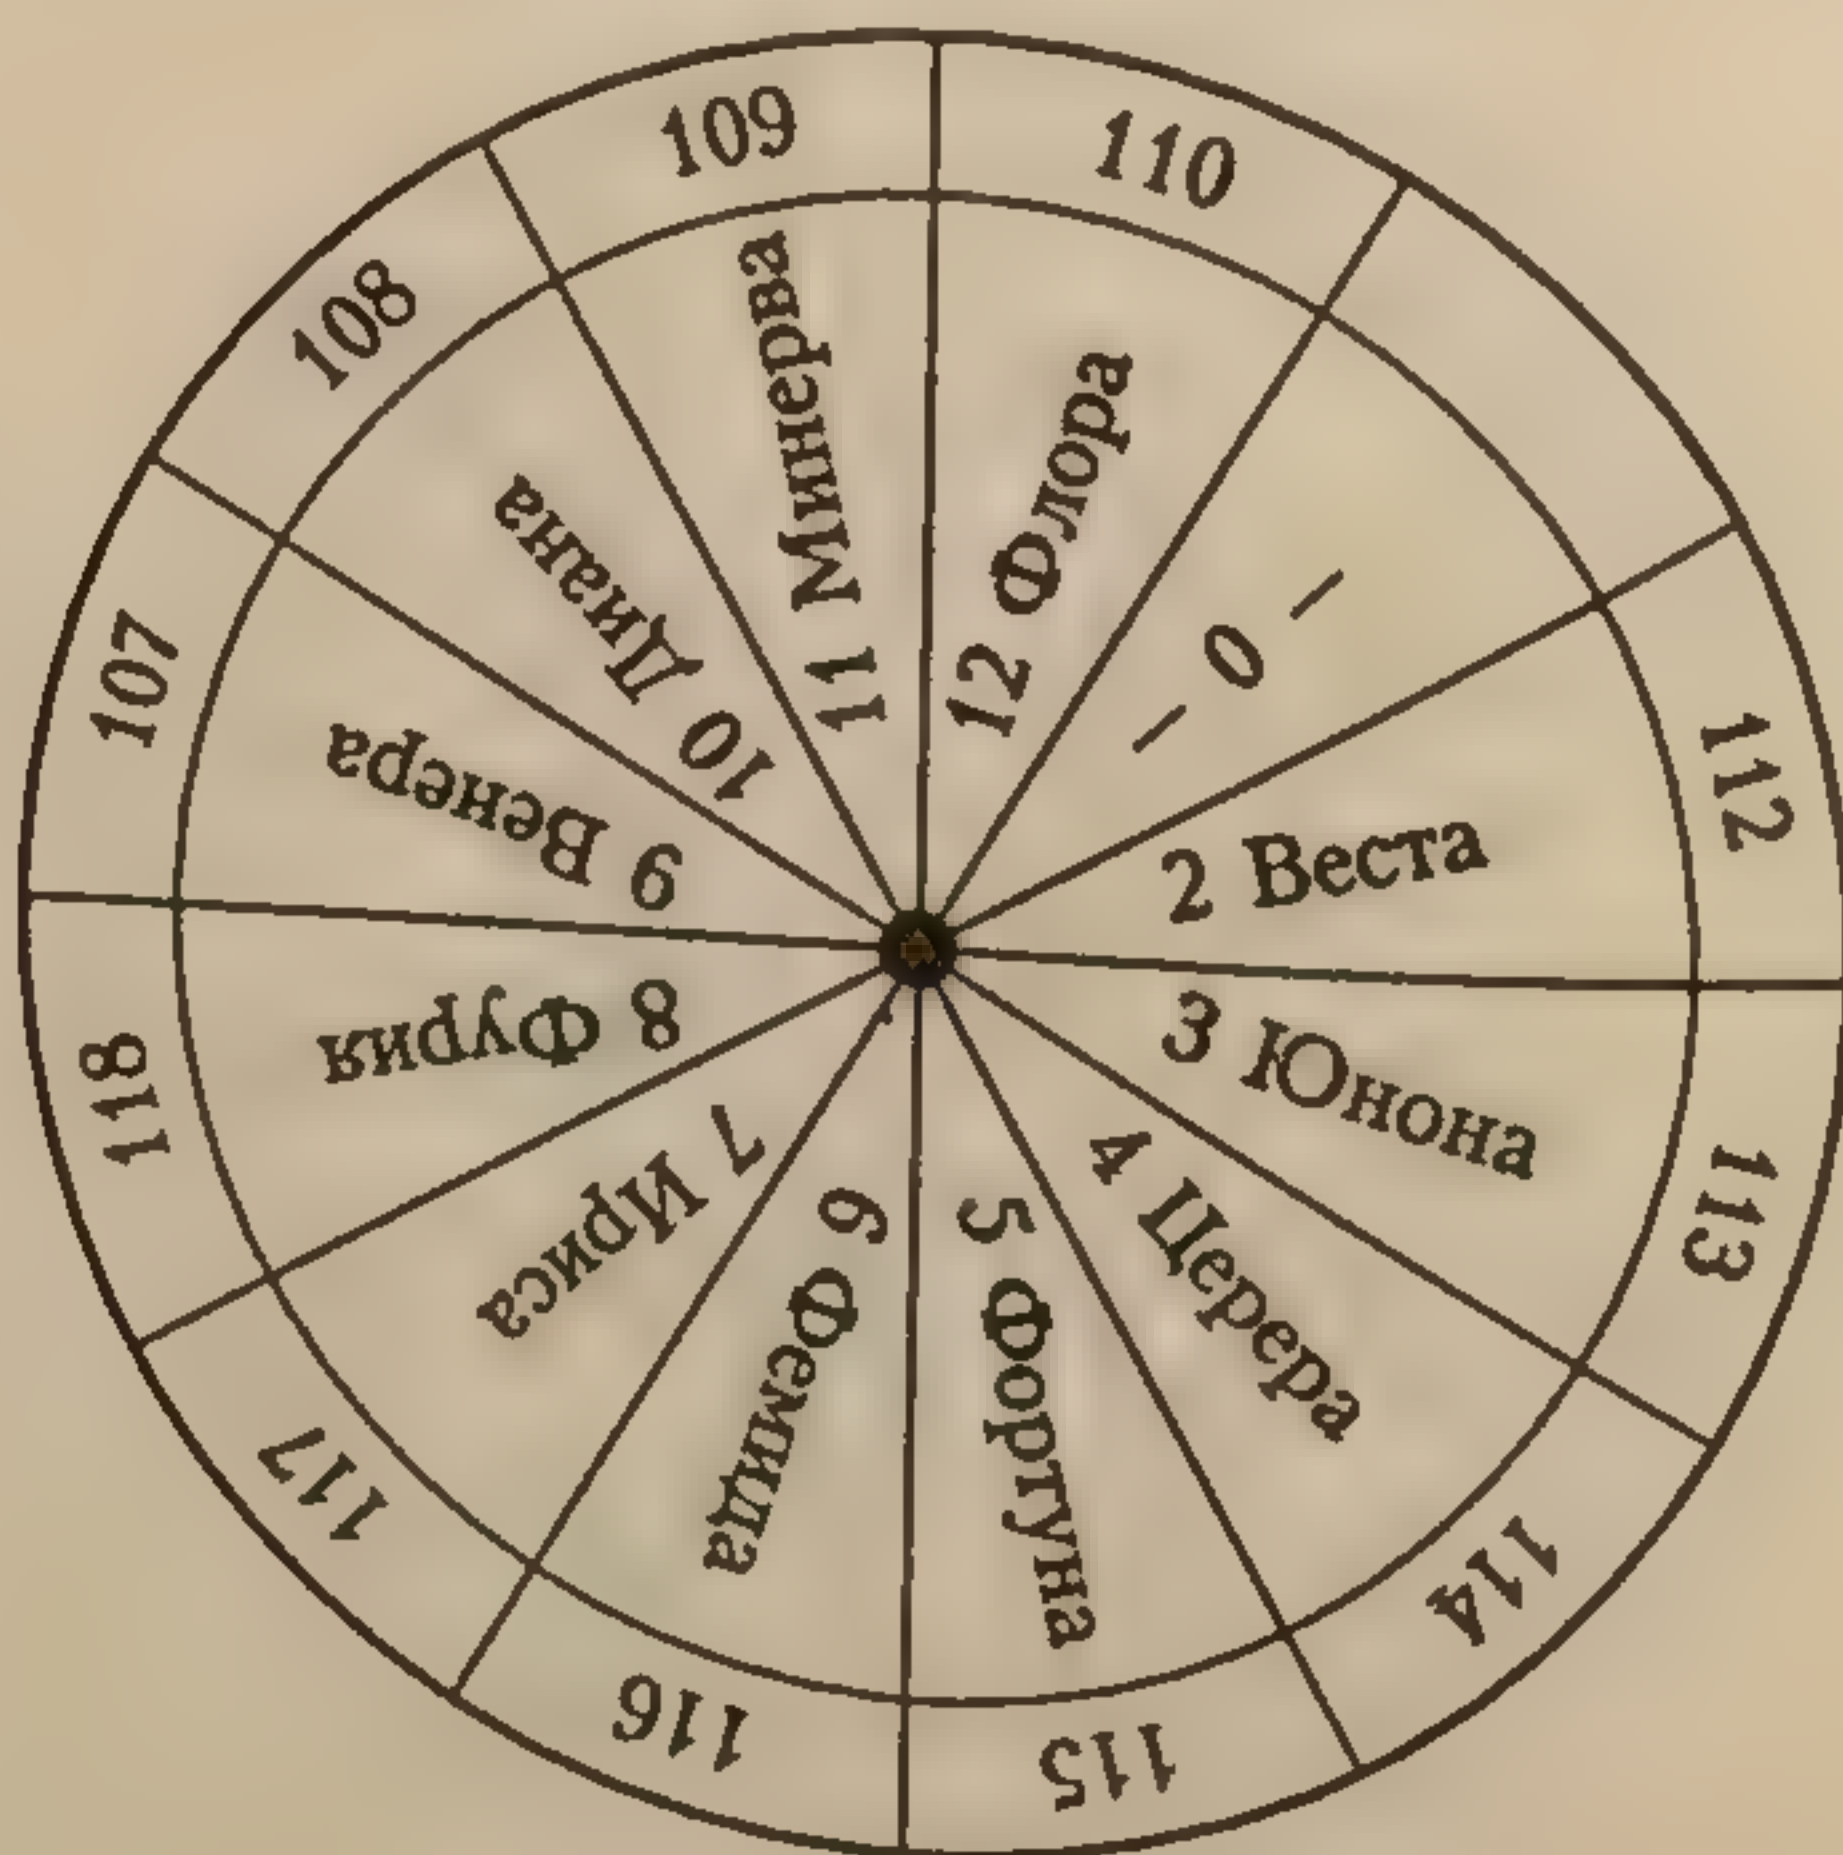 109
110
112
113
114
115
116
117
118
107
108
- 0 -
2 Веста
3 Юнона
4 Церера
5 Фортуна
6 Фемида
7 Ириса
8 Фурия
9 Венера
10 Диана
11 Минерва
12 Флора